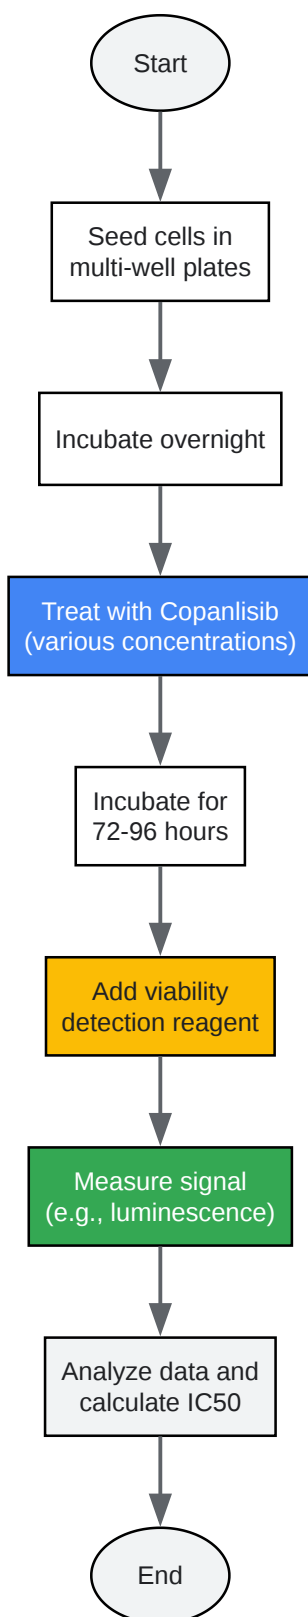 Start
Seed cells in
multi-well plates
Incubate overnight
Treat with Copanlisib
(various concentrations)
Incubate for
72-96 hours
Add viability
detection reagent
Measure signal
(e.g., luminescence)
Analyze data and
calculate IC50
End